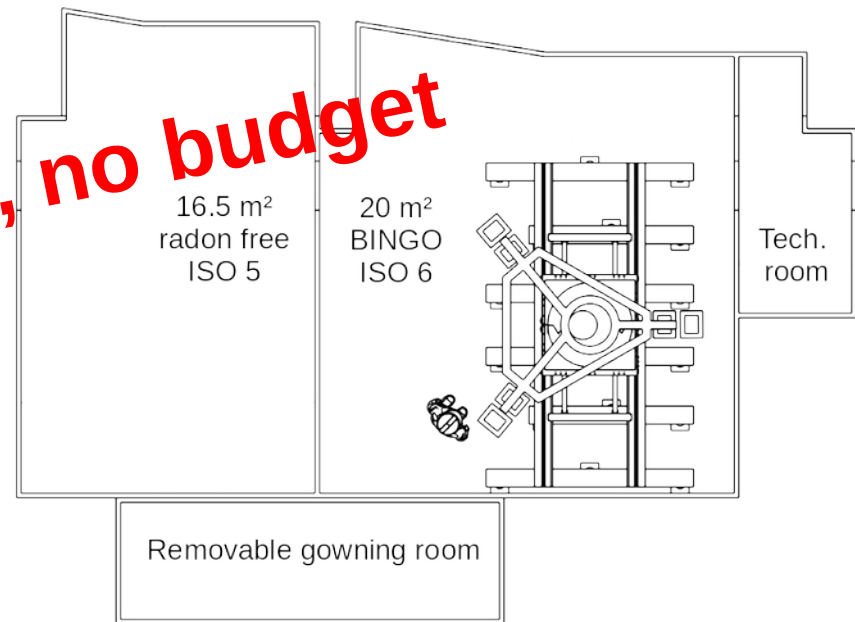 , no budget
16.5 m²
radon free
ISO 5
20 m²
BINGO
ISO 6
Tech.
room
Removable gowning room